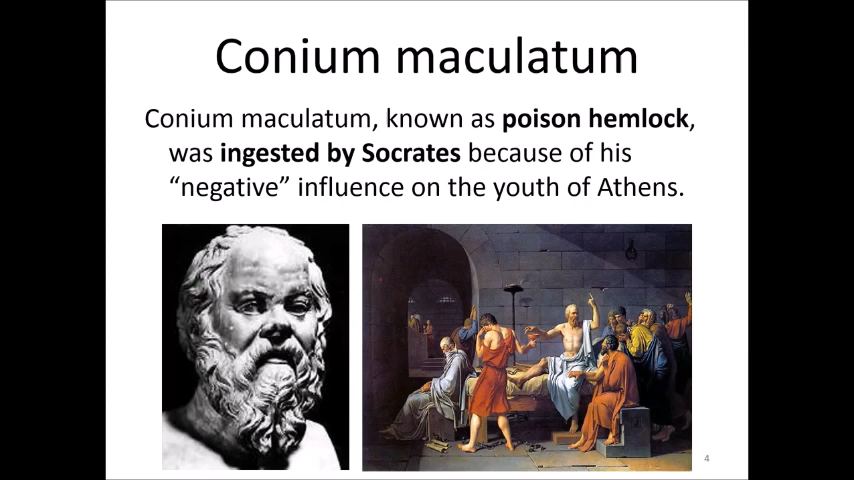 Conium maculatum
Conium maculatum, known as poison hemlock,
was ingested by Socrates because of his
“negative” influence on the youth of Athens.
4